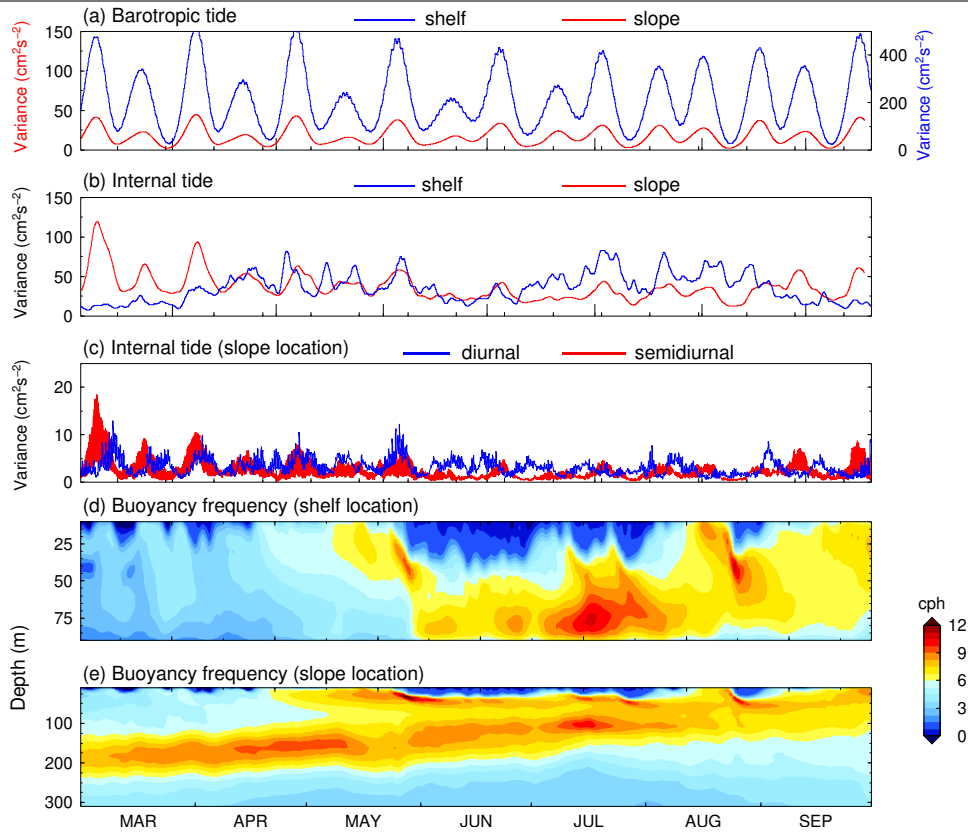 (a) Barotropic tide
shelf
slope
Variance (cm²s⁻²)
150
100
50
0
400
200
0
Variance (cm²s⁻²)
(b) Internal tide
shelf
slope
Variance (cm²s⁻²)
150
100
50
0
(c) Internal tide (slope location)
diurnal
semidiurnal
Variance (cm²s⁻²)
20
10
0
(d) Buoyancy frequency (shelf location)
25
50
75
Depth (m)
(e) Buoyancy frequency (slope location)
100
200
300
MAR APR MAY JUN JUL AUG SEP
cph
12
9
6
3
0